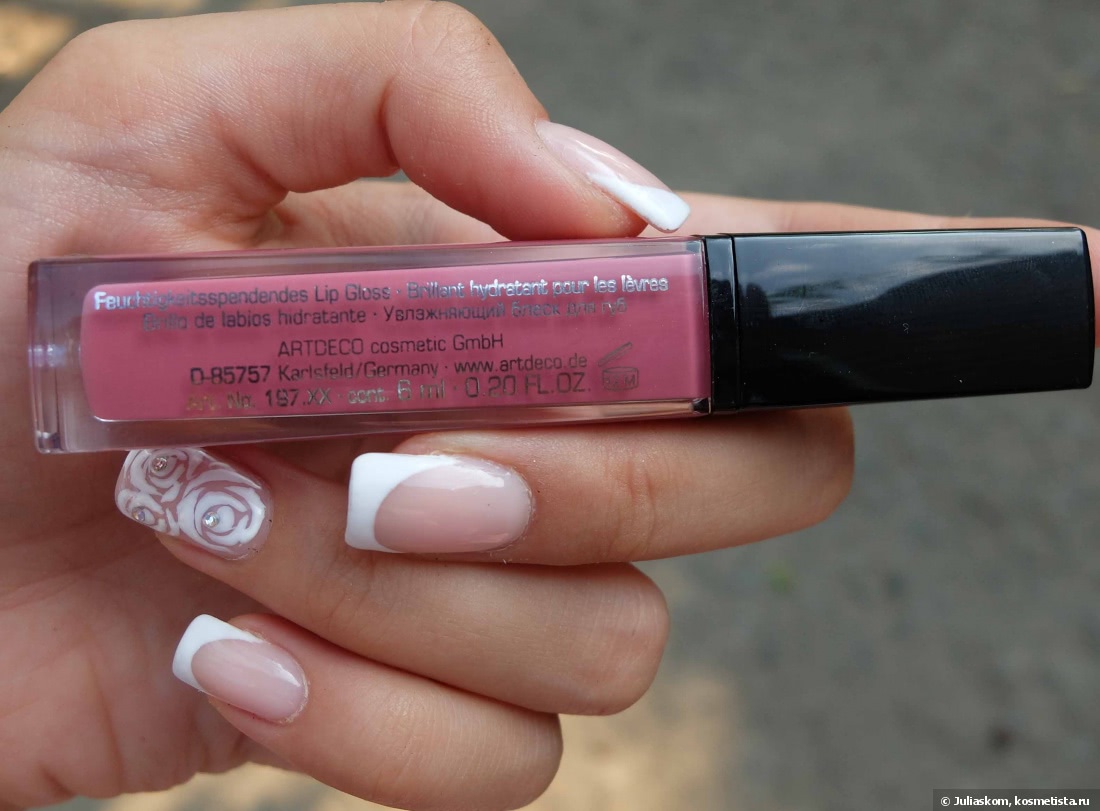 Feuchtigkeitsspendendes Lip Gloss · Brillant hydratant pour les lèvres
Brillo de labios hidratante · Увлажняющий блеск для губ
ARTDECO cosmetic GmbH
D-85757 Karlsfeld/Germany · www.artdeco.de
Art. No. 197.XX · cont. 6 ml · 0.20 FL.OZ.
© Juliaskom, kosmetista.ru